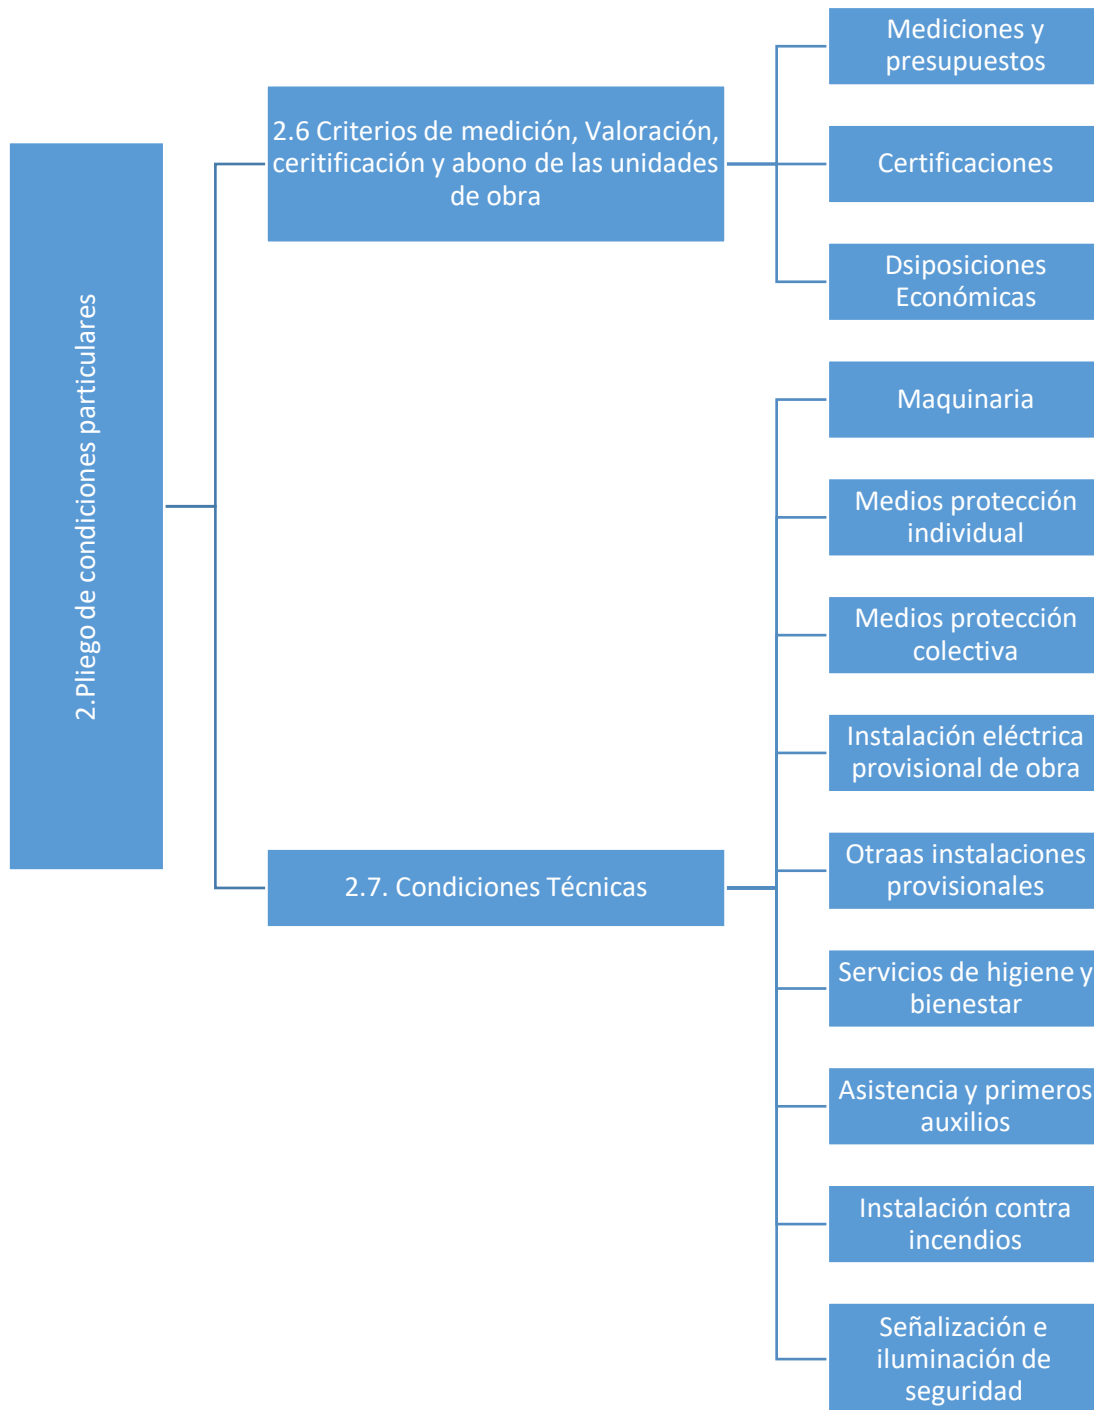 2.Pliego de condiciones particulares
2.6 Criterios de medición, Valoración,
ceritificación y abono de las unidades
de obra
Mediciones y
presupuestos
Certificaciones
Dsiposiciones
Económicas
2.7. Condiciones Técnicas
Maquinaria
Medios protección
individual
Medios protección
colectiva
Instalación eléctrica
provisional de obra
Otraas instalaciones
provisionales
Servicios de higiene y
bienestar
Asistencia y primeros
auxilios
Instalación contra
incendios
Señalización e
iluminación de
seguridad